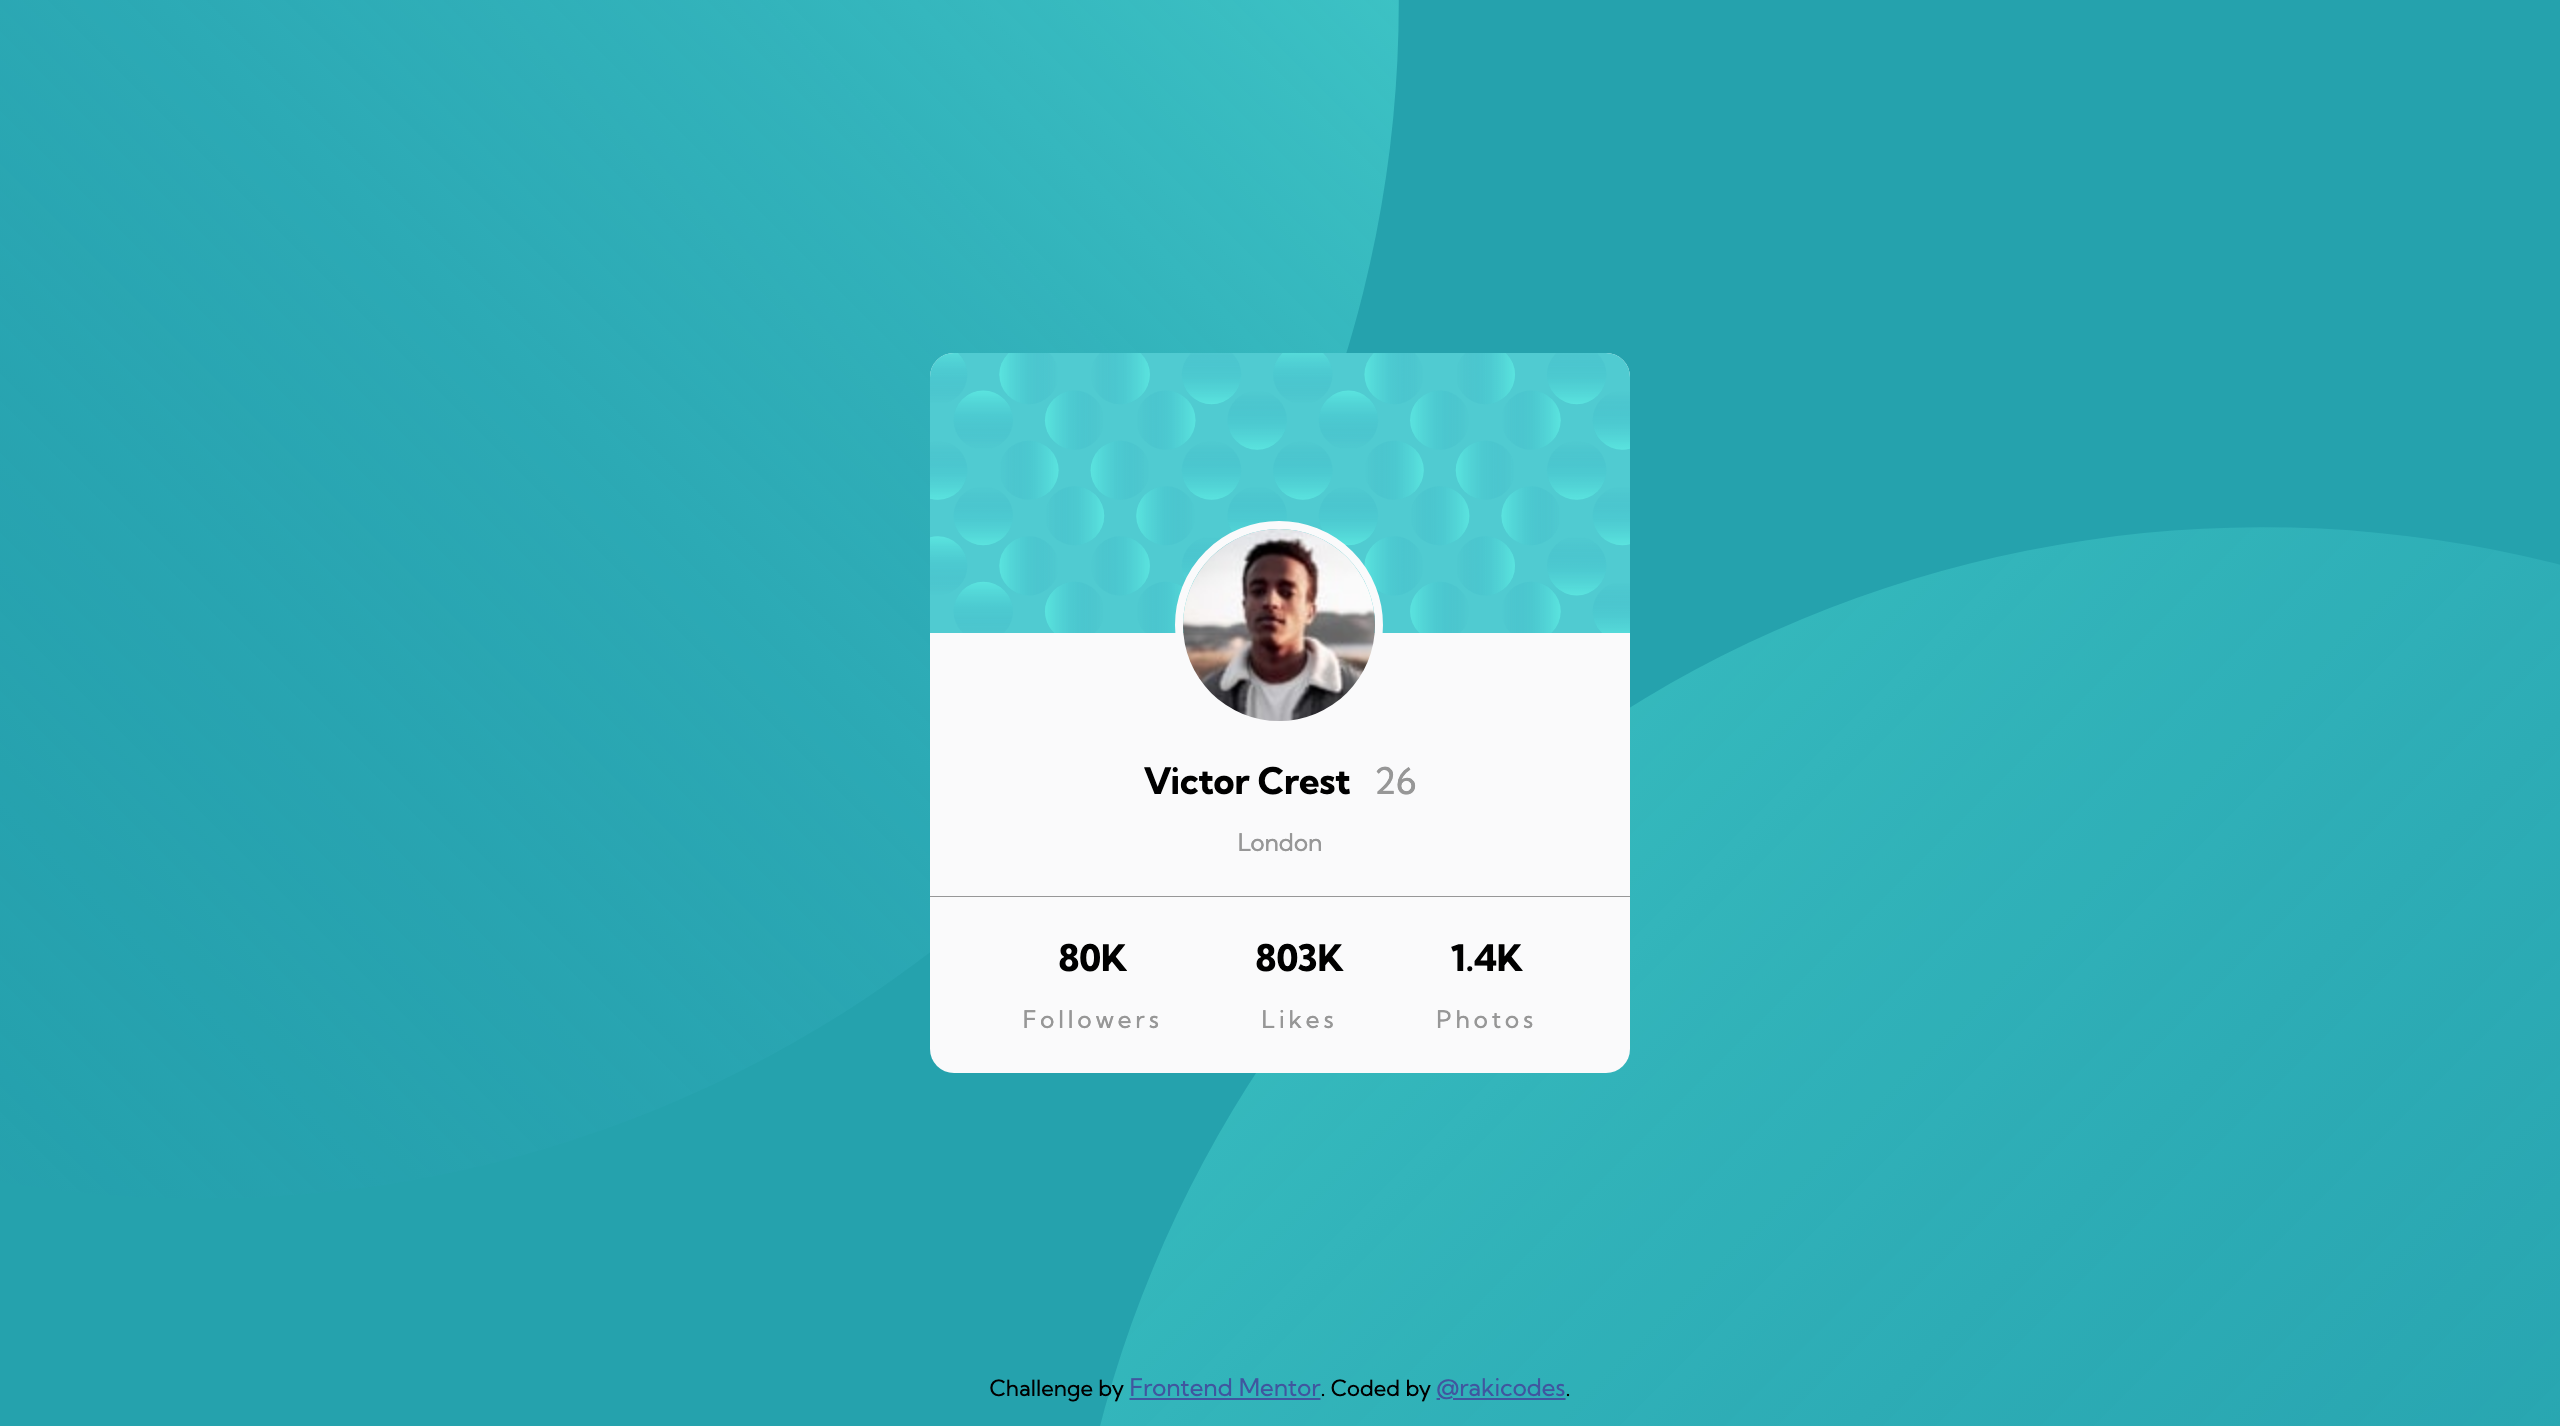 Victor Crest 26
London
80K 803K 1.4K
Followers Likes Photos
Challenge by Frontend Mentor. Coded by @rakicodes.